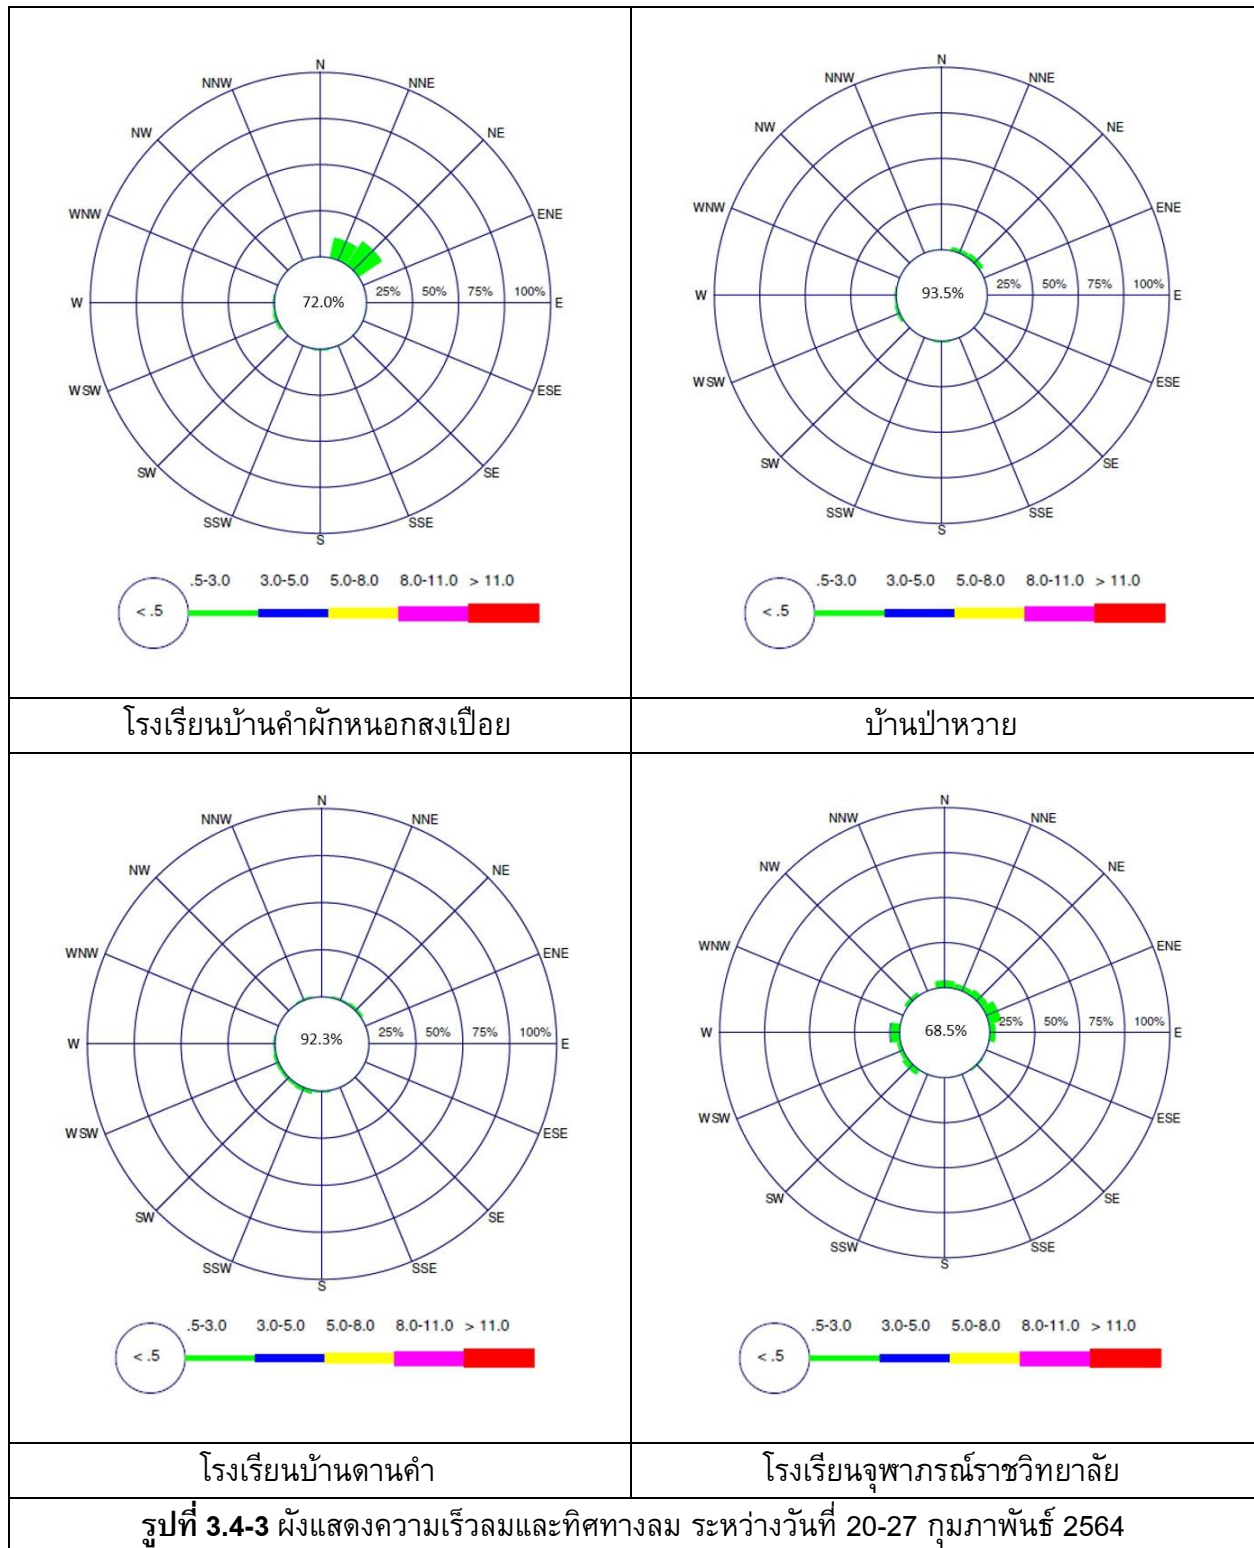 N
NNW NNE
NW NE
WNW ENE
W 72.0% 25% 50% 75% 100% E
WSW ESE
SW SE
SSW SSE
S
.5-3.0 3.0-5.0 5.0-8.0 8.0-11.0 > 11.0
< .5
โรงเรียนบ้านคำผักหนอกสงเปือย
N
NNW NNE
NW NE
WNW ENE
W 93.5% 25% 50% 75% 100% E
WSW ESE
SW SE
SSW SSE
S
.5-3.0 3.0-5.0 5.0-8.0 8.0-11.0 > 11.0
< .5
บ้านป่าหวาย
N
NNW NNE
NW NE
WNW ENE
W 92.3% 25% 50% 75% 100% E
WSW ESE
SW SE
SSW SSE
S
.5-3.0 3.0-5.0 5.0-8.0 8.0-11.0 > 11.0
< .5
โรงเรียนบ้านดานคำ
N
NNW NNE
NW NE
WNW ENE
W 68.5% 25% 50% 75% 100% E
WSW ESE
SW SE
SSW SSE
S
.5-3.0 3.0-5.0 5.0-8.0 8.0-11.0 > 11.0
< .5
โรงเรียนจุฬาภรณ์ราชวิทยาลัย
รูปที่ 3.4-3 ผังแสดงความเร็วลมและทิศทางลม ระหว่างวันที่ 20-27 กุมภาพันธ์ 2564